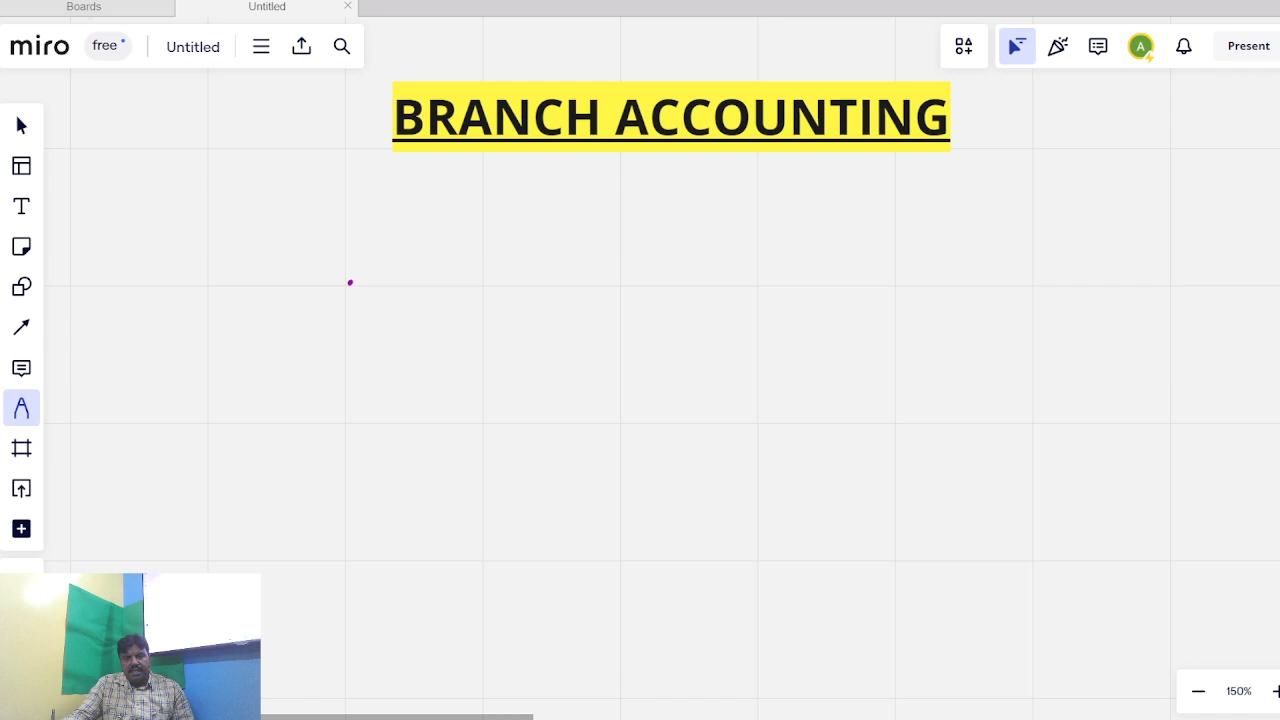 Boards
Untitled
miro
free
Untitled
A
Present
BRANCH ACCOUNTING
150%